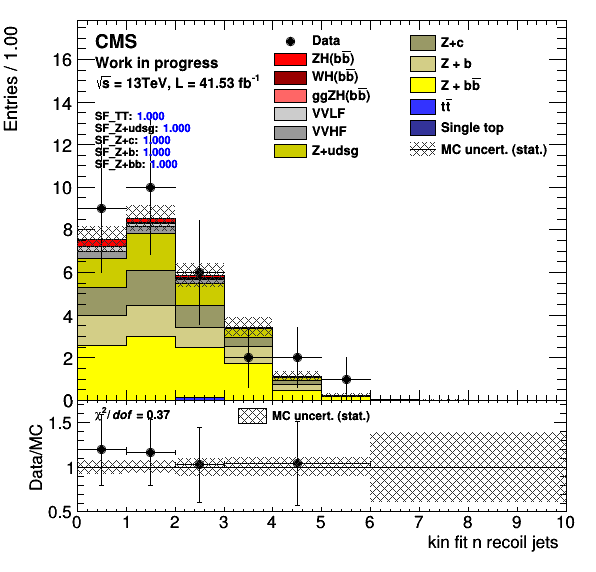 CMS
Work in progress
√s = 13TeV, L = 41.53 fb⁻¹
SF_TT: 1.000
SF_Z+udsg: 1.000
SF_Z+c: 1.000
SF_Z+b: 1.000
SF_Z+bb: 1.000
Data
ZH(bb̅)
WH(bb̅)
ggZH(bb̅)
VVLF
VVHF
Z+udsg
Z+c
Z + b
Z + bb̅
tt̅
Single top
MC uncert. (stat.)
Entries / 1.00
16
14
12
10
8
6
4
2
0
χ²/dof = 0.37
MC uncert. (stat.)
Data/MC
1.5
1
0.5
0 1 2 3 4 5 6 7 8 9 10
kin fit n recoil jets